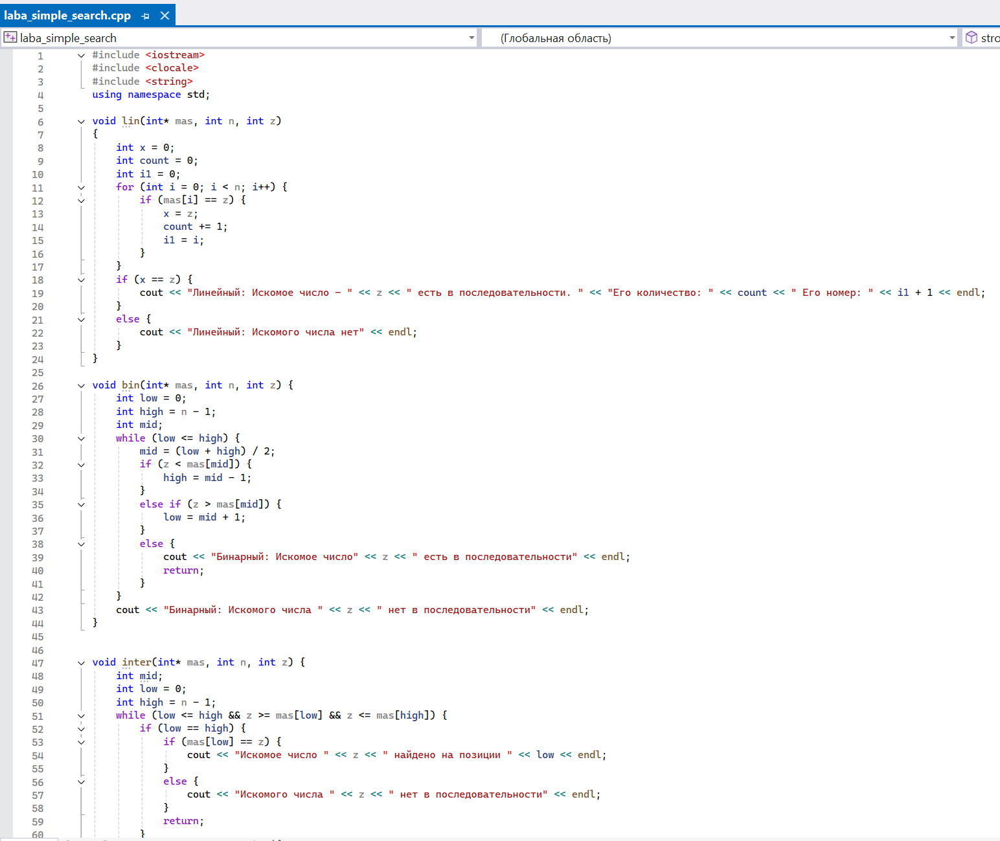 laba_simple_search.cpp
laba_simple_search (Глобальная область) stro
1 #include <iostream>
2 #include <clocale>
3 #include <string>
4 using namespace std;
5
6 void lin(int* mas, int n, int z)
7 {
8 int x = 0;
9 int count = 0;
10 int i1 = 0;
11 for (int i = 0; i < n; i++) {
12 if (mas[i] == z) {
13 x = z;
14 count += 1;
15 i1 = i;
16 }
17 }
18 if (x == z) {
19 cout << "Линейный: Искомое число - " << z << " есть в последовательности. " << "Его количество: " << count << " Его номер: " << i1 + 1 << endl;
20 }
21 else {
22 cout << "Линейный: Искомого числа нет" << endl;
23 }
24 }
25
26 void bin(int* mas, int n, int z) {
27 int low = 0;
28 int high = n - 1;
29 int mid;
30 while (low <= high) {
31 mid = (low + high) / 2;
32 if (z < mas[mid]) {
33 high = mid - 1;
34 }
35 else if (z > mas[mid]) {
36 low = mid + 1;
37 }
38 else {
39 cout << "Бинарный: Искомое число" << z << " есть в последовательности" << endl;
40 return;
41 }
42 }
43 cout << "Бинарный: Искомого числа " << z << " нет в последовательности" << endl;
44 }
45
46
47 void inter(int* mas, int n, int z) {
48 int mid;
49 int low = 0;
50 int high = n - 1;
51 while (low <= high && z >= mas[low] && z <= mas[high]) {
52 if (low == high) {
53 if (mas[low] == z) {
54 cout << "Искомое число " << z << " найдено на позиции " << low << endl;
55 }
56 else {
57 cout << "Искомого числа " << z << " нет в последовательности" << endl;
58 }
59 return;
60 }